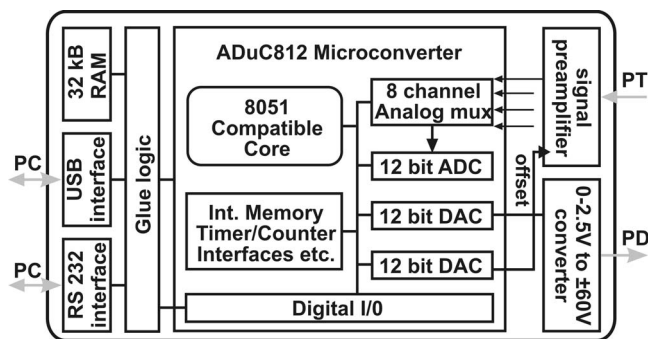 ADuC812 Microconverter
32 kB
RAM
USB
interface
RS 232
interface
PC
PC
Glue logic
8051
Compatible
Core
Int. Memory
Timer/Counter
Interfaces etc.
8 channel
Analog mux
12 bit ADC
12 bit DAC
12 bit DAC
Digital I/0
offset
signal
preamplifier
0-2.5V to ±60V
converter
PT
PD